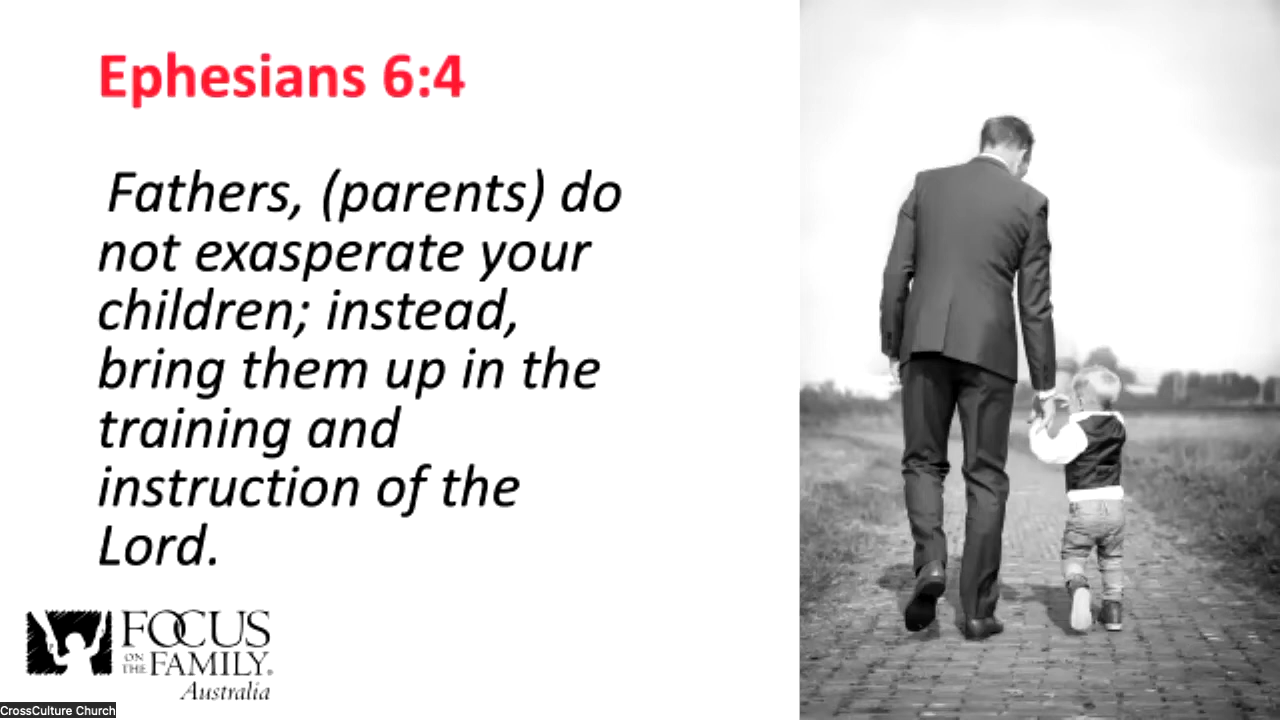 Ephesians 6:4
Fathers, (parents) do
not exasperate your
children; instead,
bring them up in the
training and
instruction of the
Lord.
FOCUS
ON THE FAMILY®
Australia
CrossCulture Church